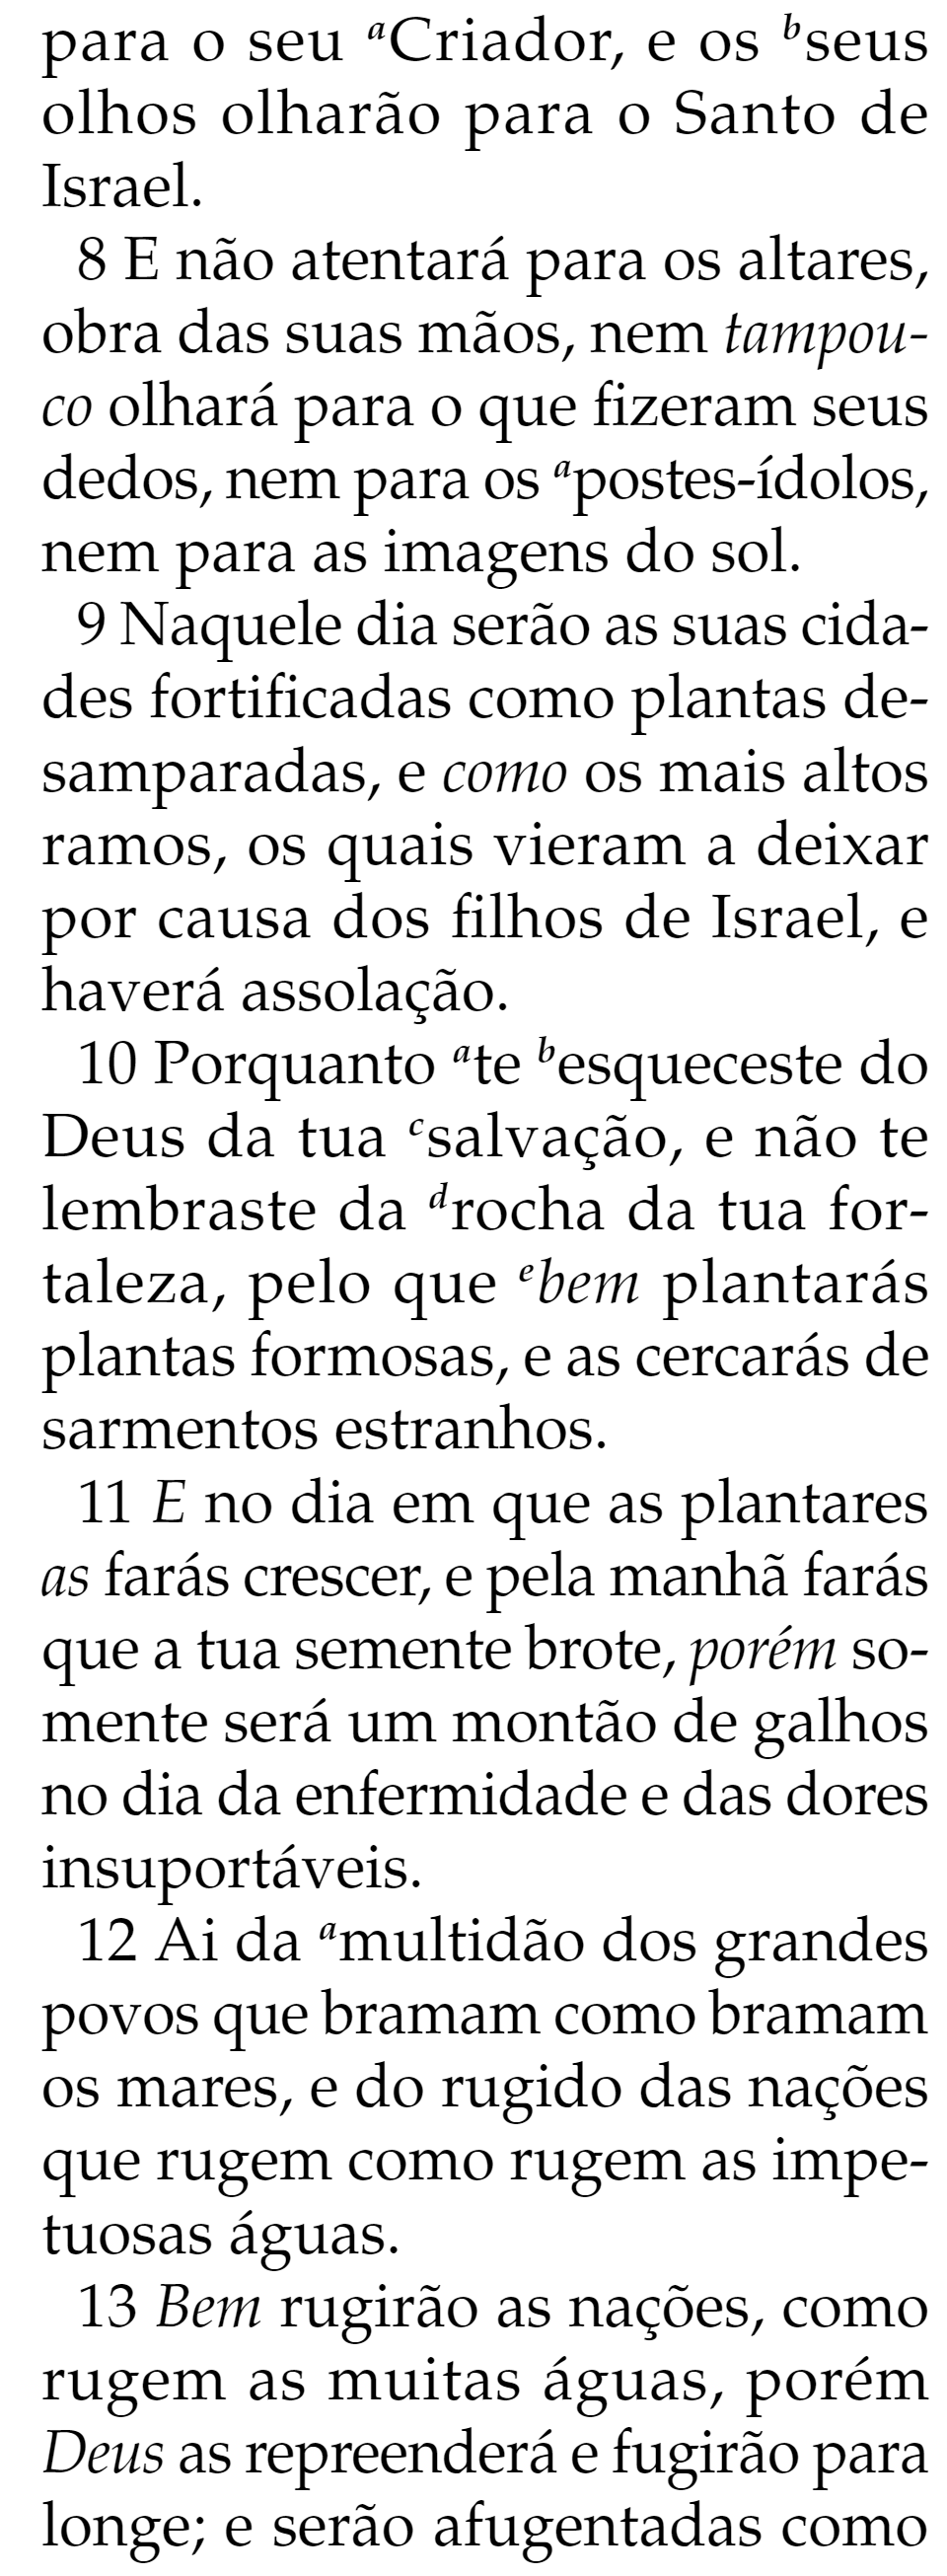 para o seu ᵃCriador, e os ᵇseus
olhos olharão para o Santo de
Israel.
8 E não atentará para os altares,
obra das suas mãos, nem tampou-
co olhará para o que fizeram seus
dedos, nem para os ᵃpostes-ídolos,
nem para as imagens do sol.
9 Naquele dia serão as suas cida-
des fortificadas como plantas de-
samparadas, e como os mais altos
ramos, os quais vieram a deixar
por causa dos filhos de Israel, e
haverá assolação.
10 Porquanto ᵃte ᵇesqueceste do
Deus da tua ᶜsalvação, e não te
lembraste da ᵈrocha da tua for-
taleza, pelo que ᵉbem plantarás
plantas formosas, e as cercarás de
sarmentos estranhos.
11 E no dia em que as plantares
as farás crescer, e pela manhã farás
que a tua semente brote, porém so-
mente será um montão de galhos
no dia da enfermidade e das dores
insuportáveis.
12 Ai da ᵃmultidão dos grandes
povos que bramam como bramam
os mares, e do rugido das nações
que rugem como rugem as impe-
tuosas águas.
13 Bem rugirão as nações, como
rugem as muitas águas, porém
Deus as repreenderá e fugirão para
longe; e serão afugentadas como